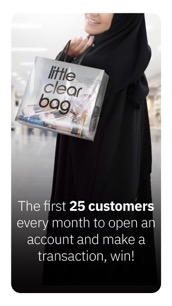 little
clear
bag.
The first 25 customers
every month to open an
account and make a
transaction, win!